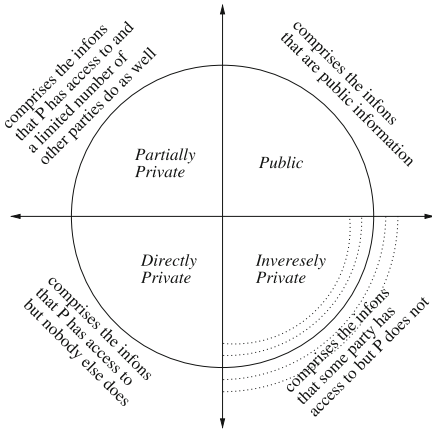 comprises the infons
that P has access to and
a limited number of
other parties do as well
comprises the infons
that are public information
Partially
Private
Public
Directly
Private
Inveresely
Private
comprises the infons
that P has access to
but nobody else does
comprises the infons
that some party has
access to but P does not